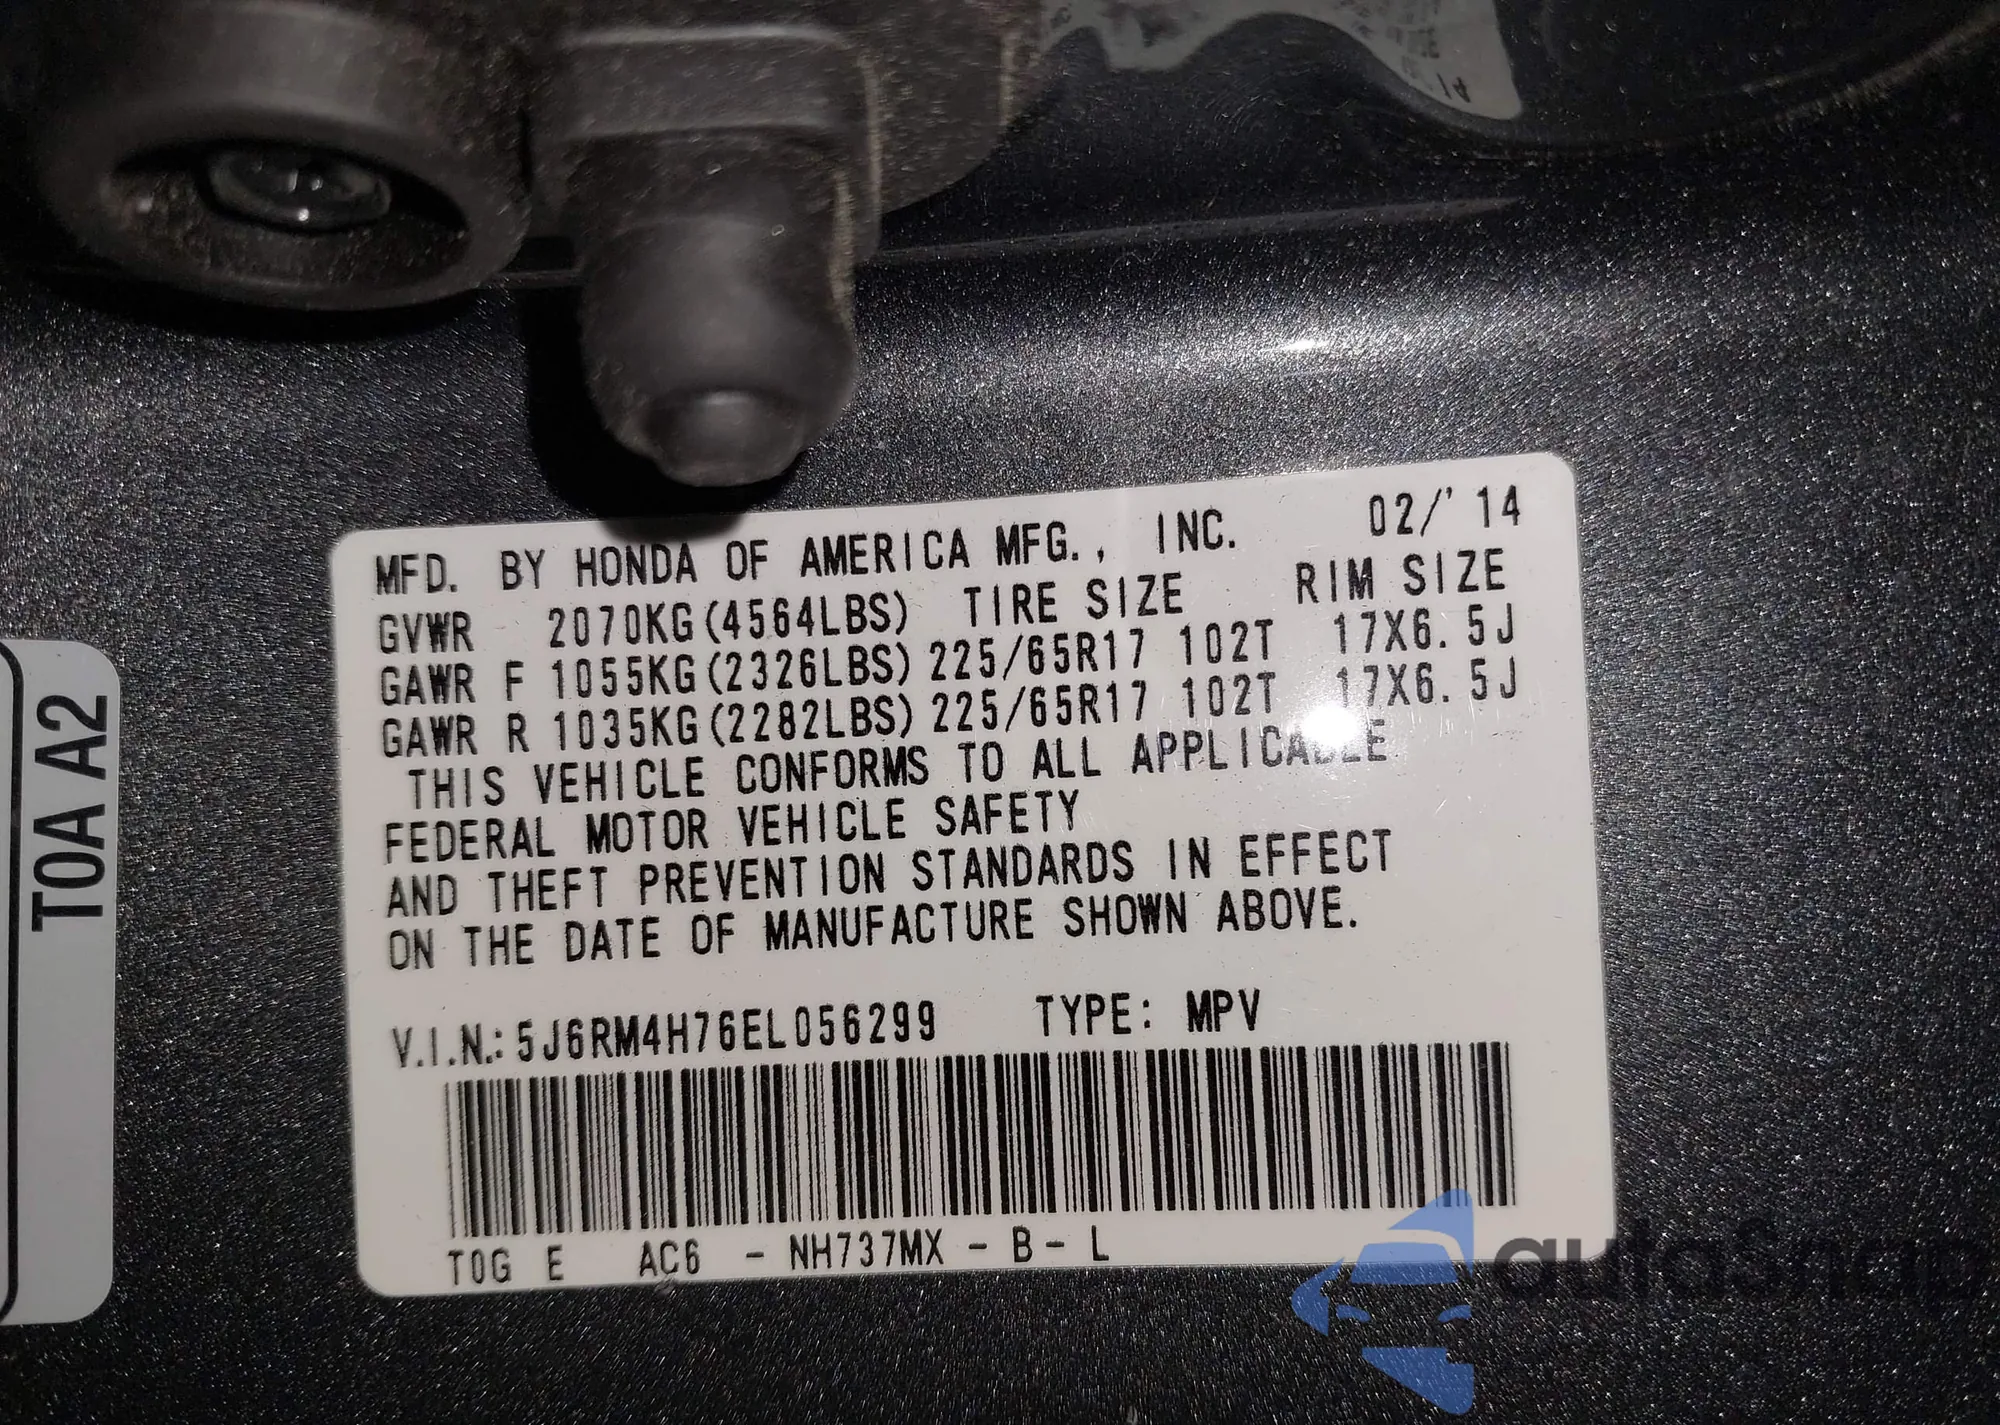 MFD. BY HONDA OF AMERICA MFG., INC. 02/'14
GVWR 2070KG(4564LBS) TIRE SIZE RIM SIZE
GAWR F 1055KG(2326LBS) 225/65R17 102T 17X6.5J
GAWR R 1035KG(2282LBS) 225/65R17 102T 17X6.5J
THIS VEHICLE CONFORMS TO ALL APPLICABLE
FEDERAL MOTOR VEHICLE SAFETY
AND THEFT PREVENTION STANDARDS IN EFFECT
ON THE DATE OF MANUFACTURE SHOWN ABOVE.
V.I.N.: 5J6RM4H76EL056299 TYPE: MPV
T0G E AC6 - NH737MX - B - L
T0A A2
autoSnap